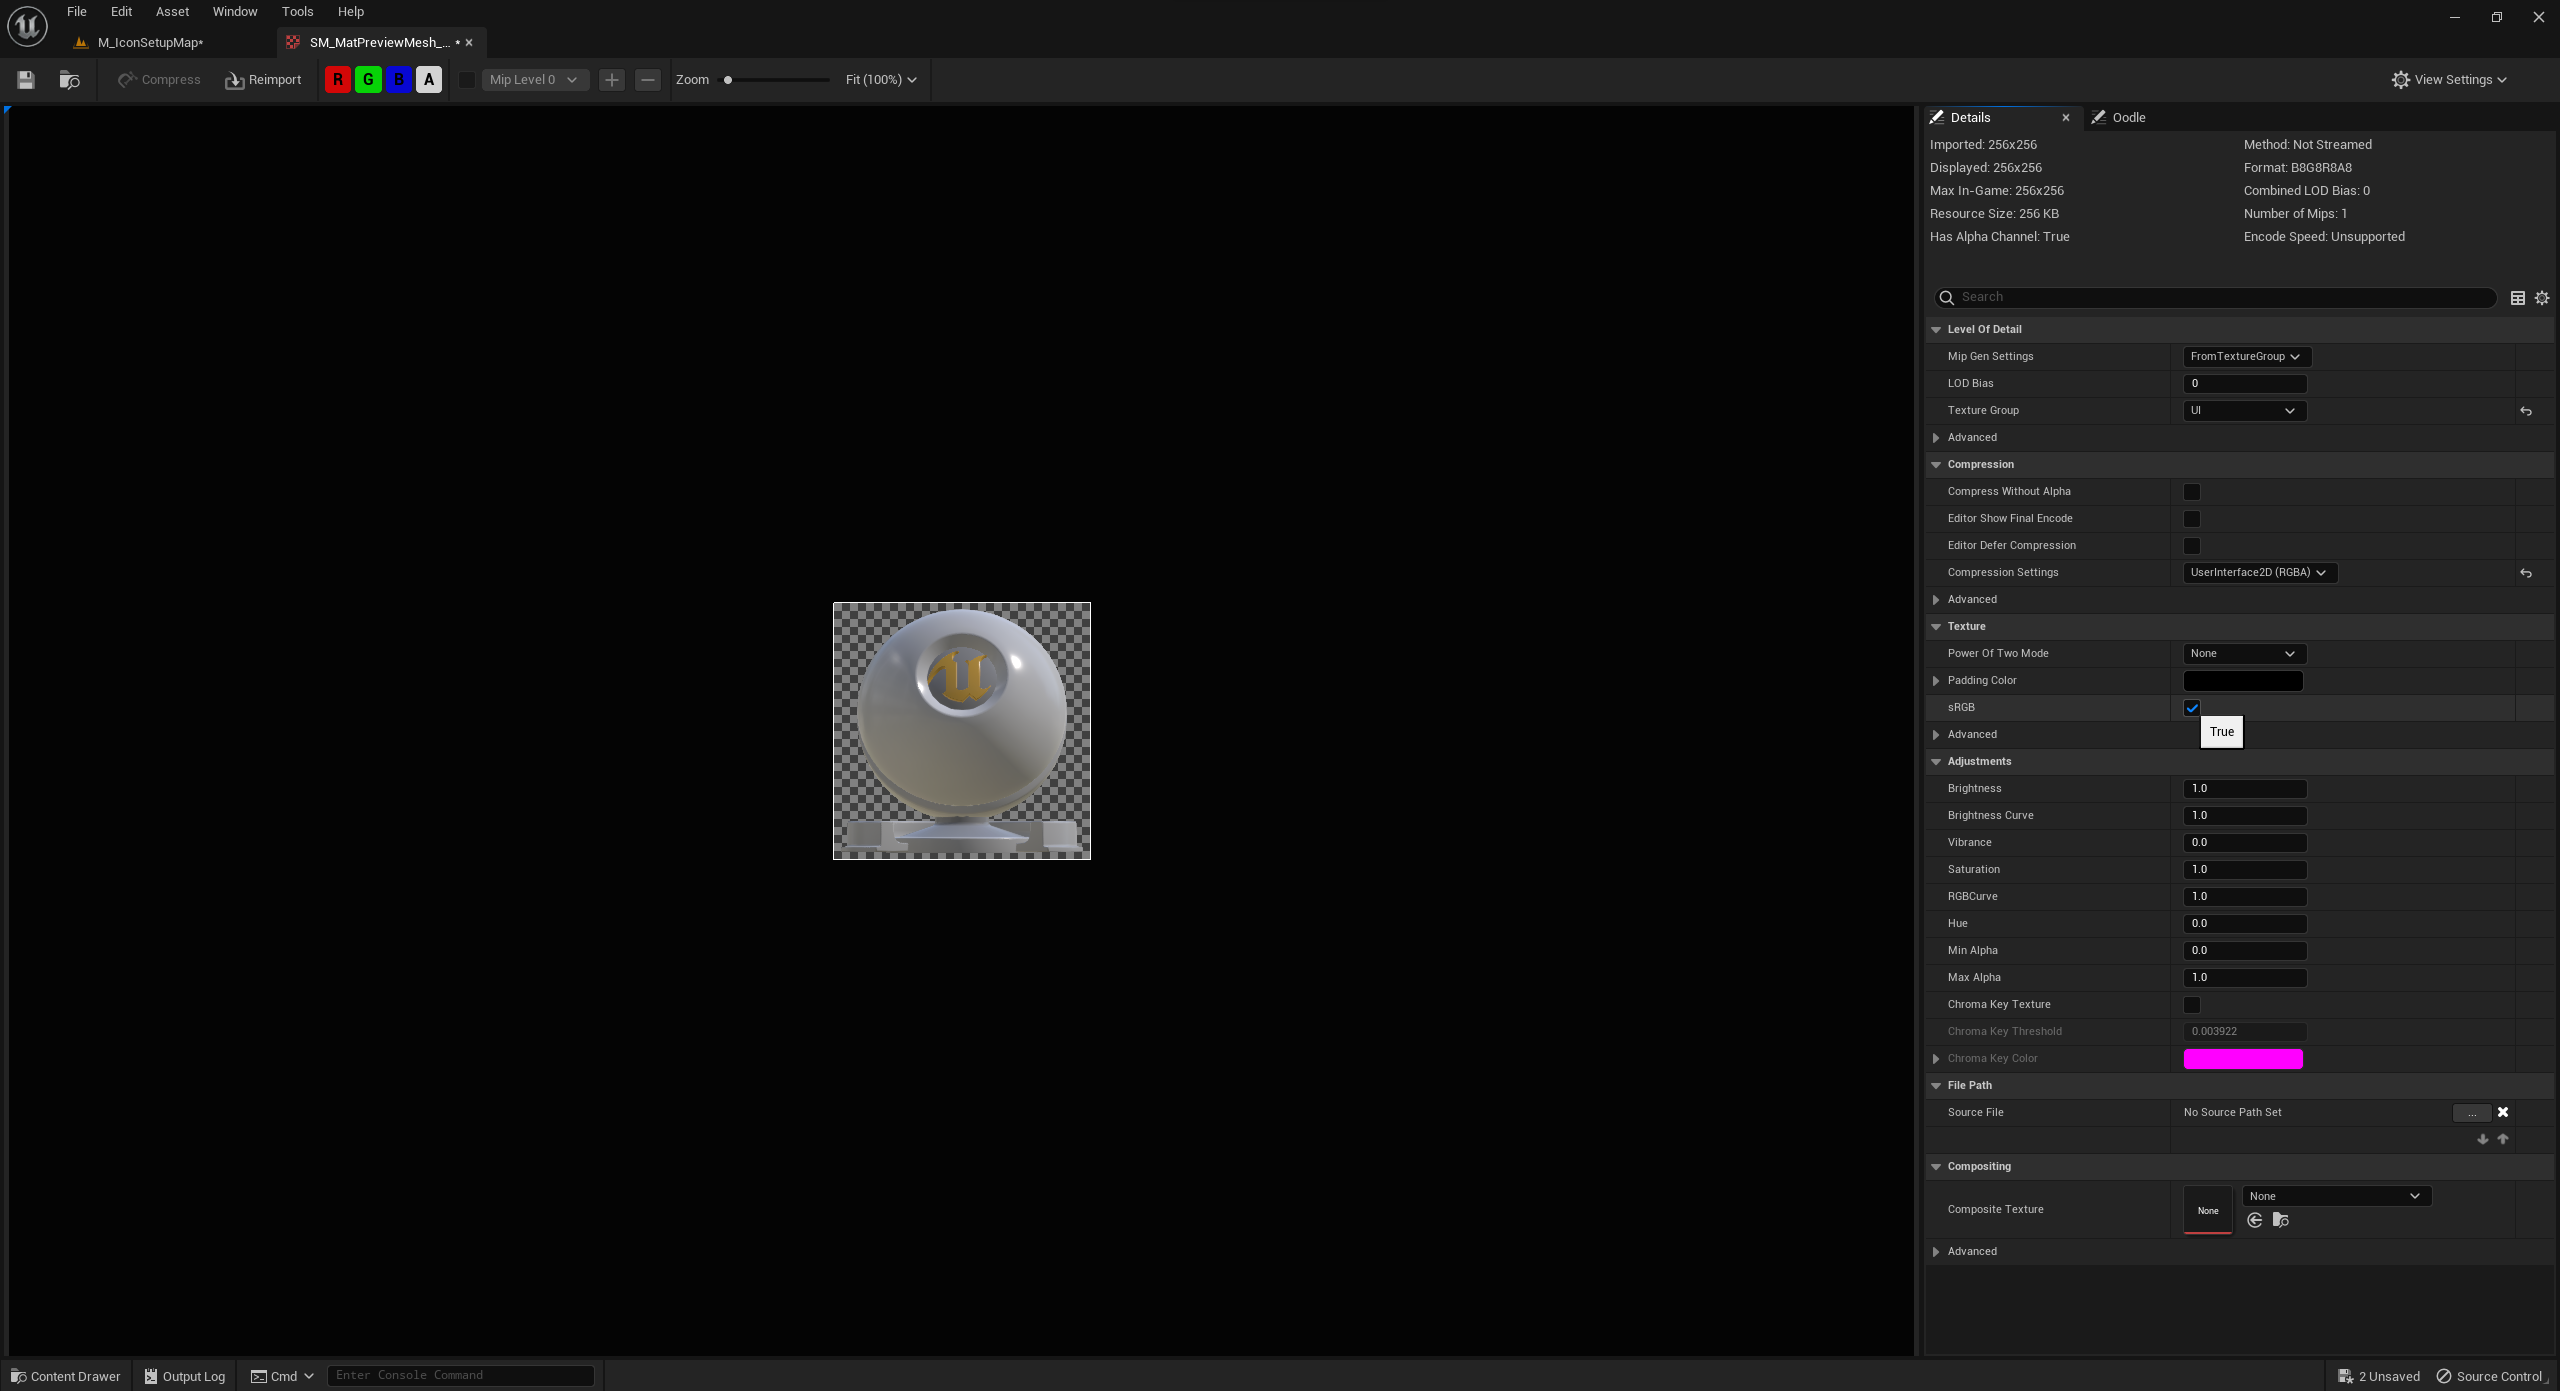 File Edit Asset Window Tools Help
M_IconSetupMap*
SM_MatPreviewMesh_... *
Compress Reimport R G B A Mip Level 0 Zoom Fit (100%) View Settings
Details Oodle
Imported: 256x256 Method: Not Streamed
Displayed: 256x256 Format: B8G8R8A8
Max In-Game: 256x256 Combined LOD Bias: 0
Resource Size: 256 KB Number of Mips: 1
Has Alpha Channel: True Encode Speed: Unsupported
Search
Level Of Detail
Mip Gen Settings FromTextureGroup
LOD Bias 0
Texture Group UI
Advanced
Compression
Compress Without Alpha
Editor Show Final Encode
Editor Defer Compression
Compression Settings UserInterface2D (RGBA)
Advanced
Texture
Power Of Two Mode None
Padding Color
sRGB
True
Advanced
Adjustments
Brightness 1.0
Brightness Curve 1.0
Vibrance 0.0
Saturation 1.0
RGBCurve 1.0
Hue 0.0
Min Alpha 0.0
Max Alpha 1.0
Chroma Key Texture
Chroma Key Threshold 0.003922
Chroma Key Color
File Path
Source File No Source Path Set ...
Compositing
Composite Texture None None
Advanced
Content Drawer Output Log Cmd Enter Console Command 2 Unsaved Source Control